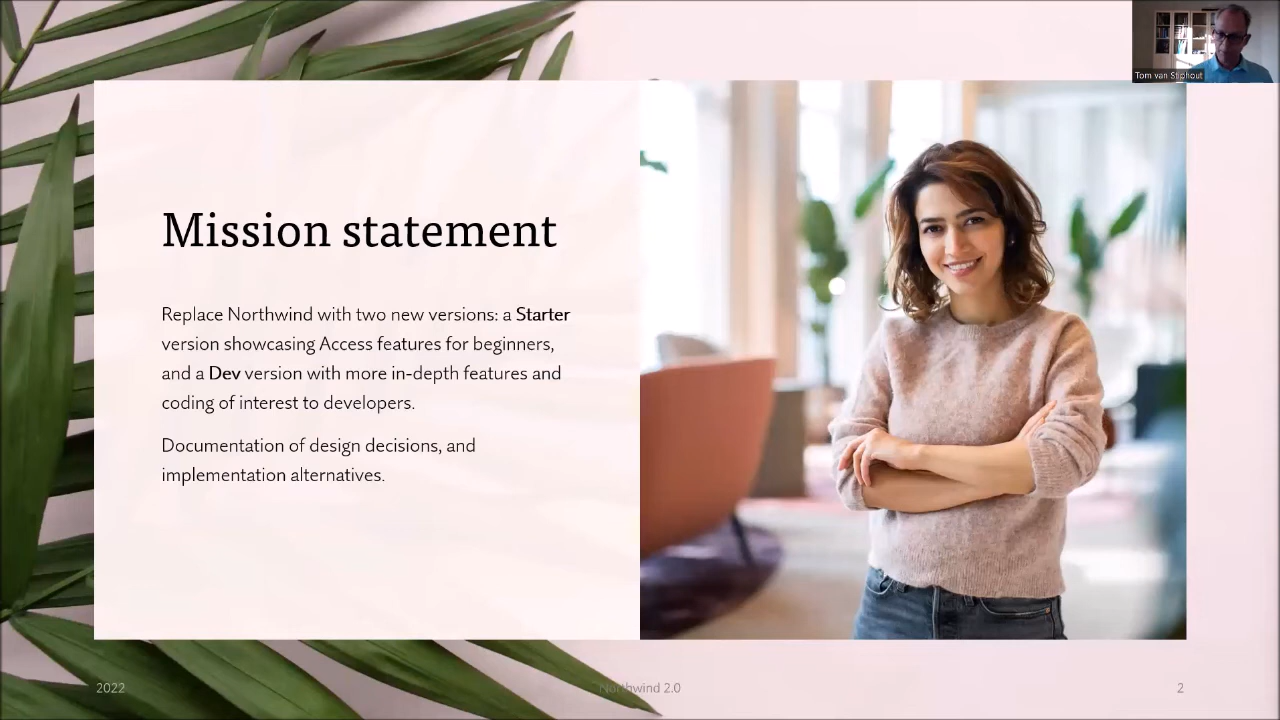 Tom van Stiphout
Mission statement
Replace Northwind with two new versions: a Starter
version showcasing Access features for beginners,
and a Dev version with more in-depth features and
coding of interest to developers.
Documentation of design decisions, and
implementation alternatives.
2022
Northwind 2.0
2